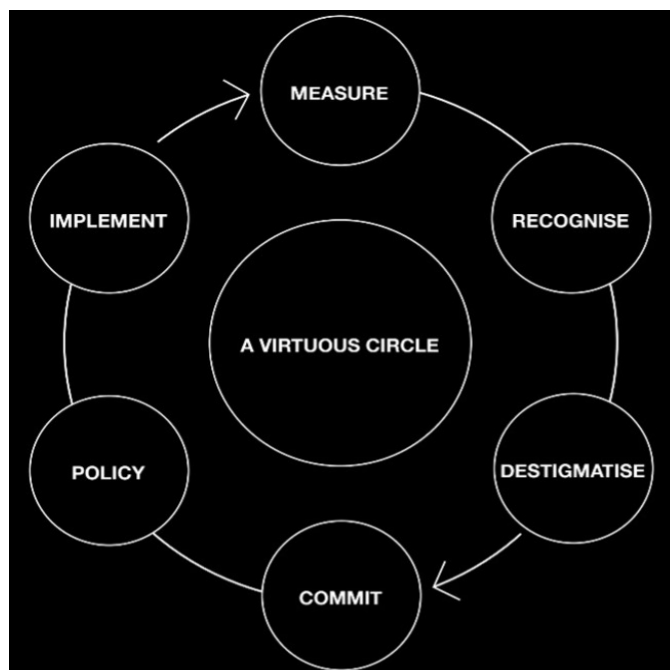 MEASURE
RECOGNISE
DESTIGMATISE
COMMIT
POLICY
IMPLEMENT
A VIRTUOUS CIRCLE